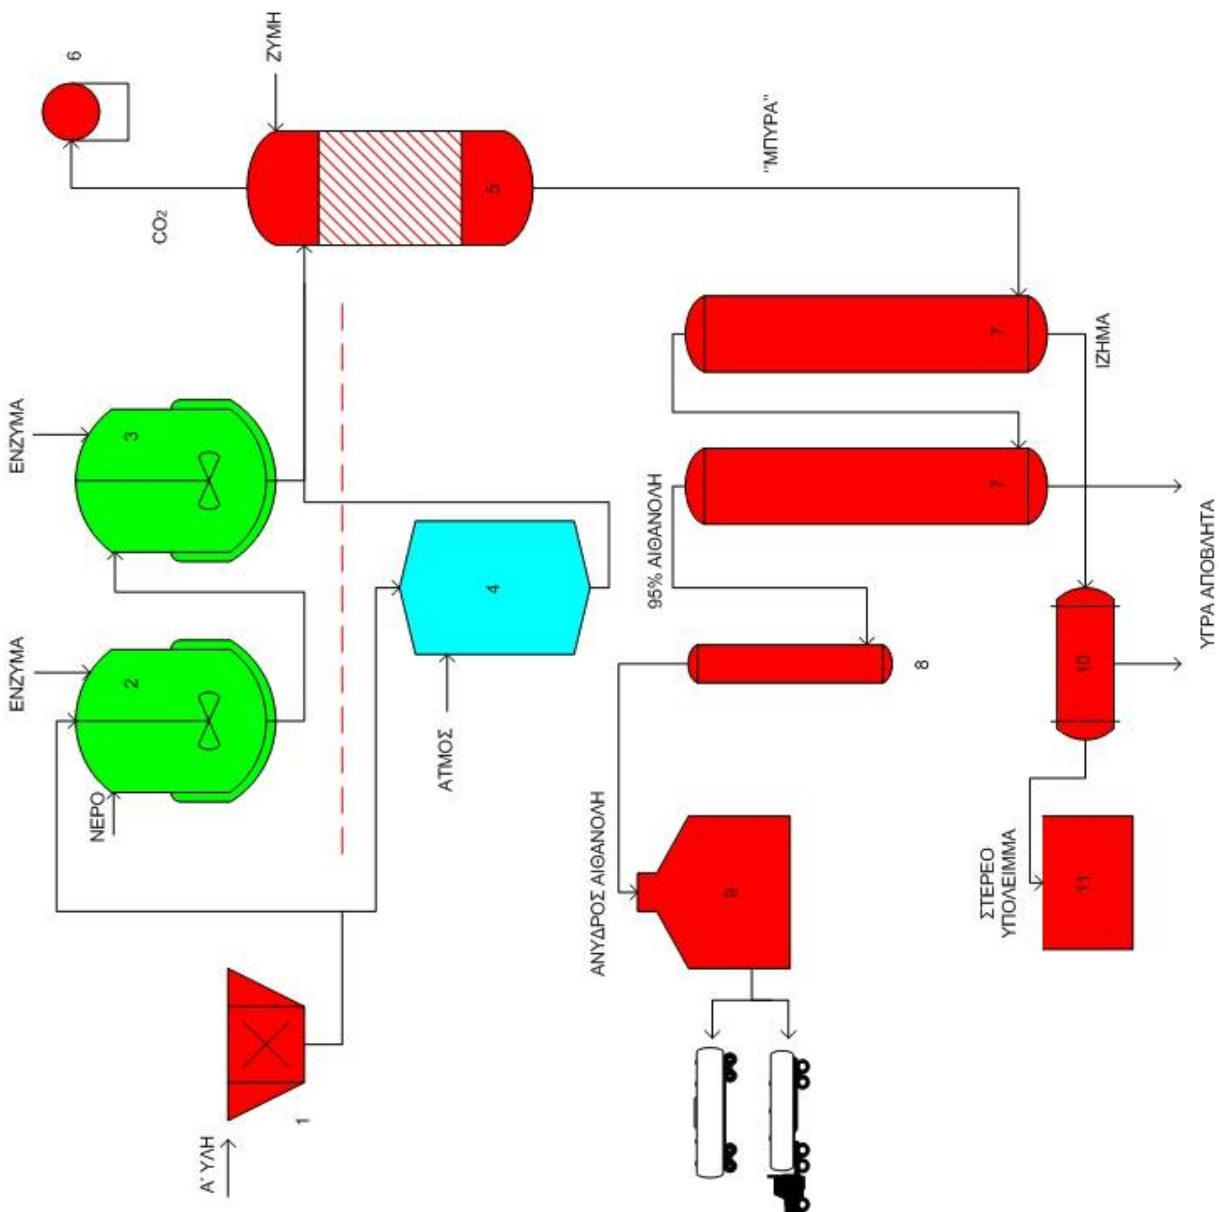 Α' ΥΛΗ
1
ΝΕΡΟ
ΕΝΖΥΜΑ
2
ΕΝΖΥΜΑ
3
ΑΤΜΟΣ
4
CO2
6
ΖΥΜΗ
5
"ΜΠΥΡΑ"
7
ΙΖΗΜΑ
7
95% ΑΙΘΑΝΟΛΗ
8
ΑΝΥΔΡΟΣ ΑΙΘΑΝΟΛΗ
9
10
ΥΓΡΑ ΑΠΟΒΛΗΤΑ
ΣΤΕΡΕΟ
ΥΠΟΛΕΙΜΜΑ
11